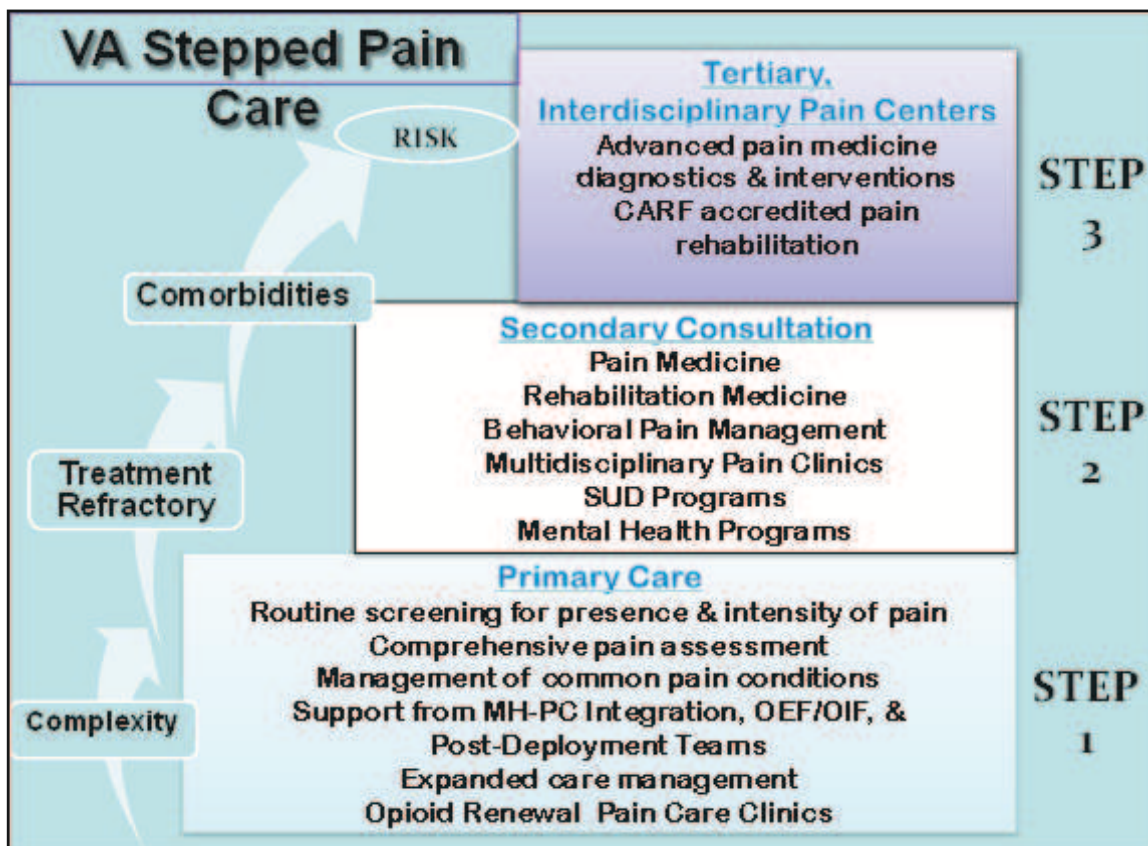 VA Stepped Pain
Care
RISK
Comorbidities
Treatment
Refractory
Complexity
Tertiary,
Interdisciplinary Pain Centers
Advanced pain medicine
diagnostics & interventions
CARF accredited pain
rehabilitation
STEP
3
Secondary Consultation
Pain Medicine
Rehabilitation Medicine
Behavioral Pain Management
Multidisciplinary Pain Clinics
SUD Programs
Mental Health Programs
STEP
2
Primary Care
Routine screening for presence & intensity of pain
Comprehensive pain assessment
Management of common pain conditions
Support from MH-PC Integration, OEF/OIF, &
Post-Deployment Teams
Expanded care management
Opioid Renewal Pain Care Clinics
STEP
1